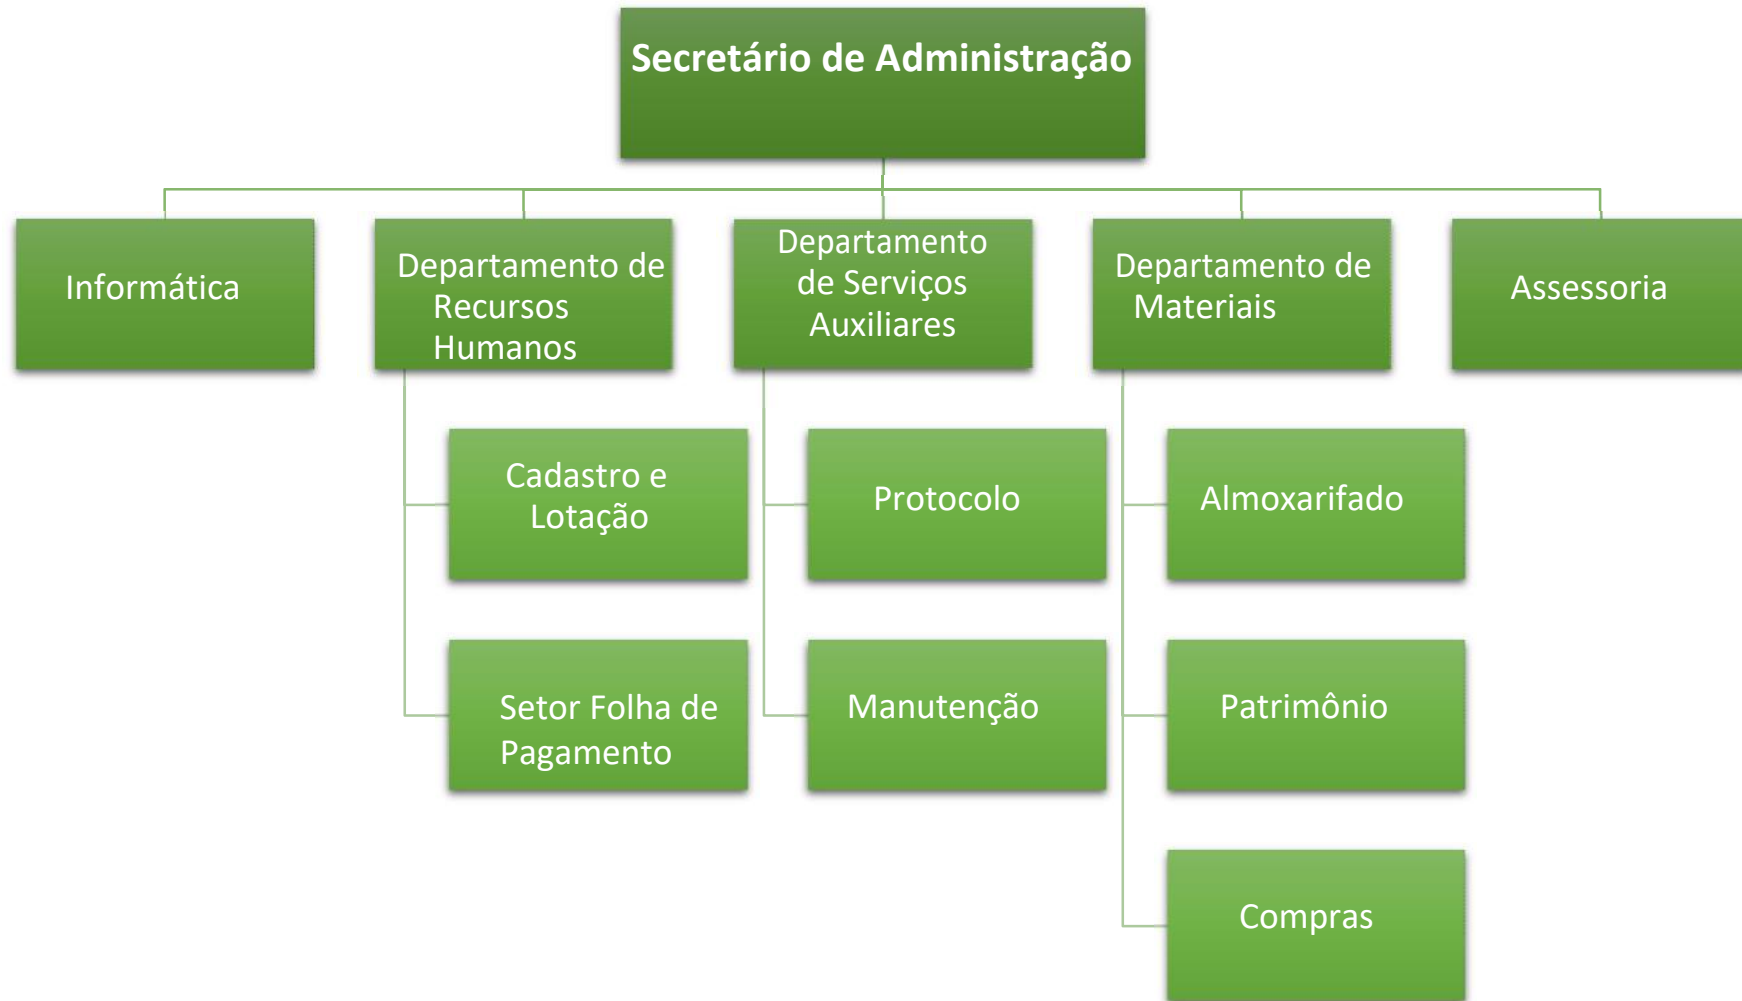 Secretário de Administração
Informática
Departamento de
Recursos
Humanos
Departamento
de Serviços
Auxiliares
Departamento de
Materiais
Assessoria
Cadastro e
Lotação
Protocolo
Almoxarifado
Setor Folha de
Pagamento
Manutenção
Patrimônio
Compras